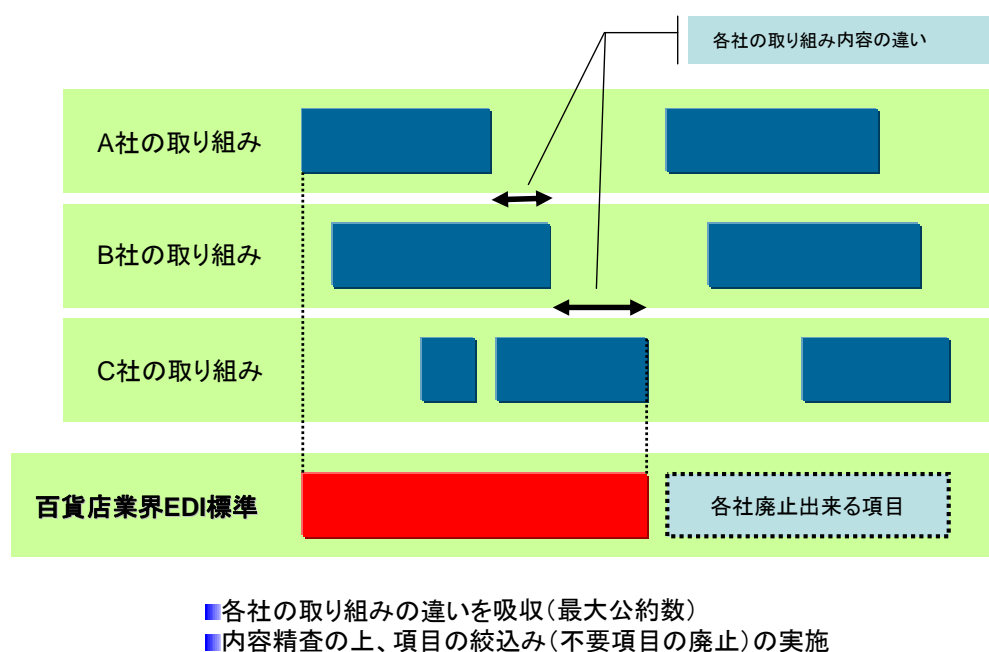 各社の取り組み内容の違い
A社の取り組み
B社の取り組み
C社の取り組み
百貨店業界EDI標準
各社廃止出来る項目
各社の取り組みの違いを吸収（最大公約数）
内容精査の上、項目の絞込み（不要項目の廃止）の実施